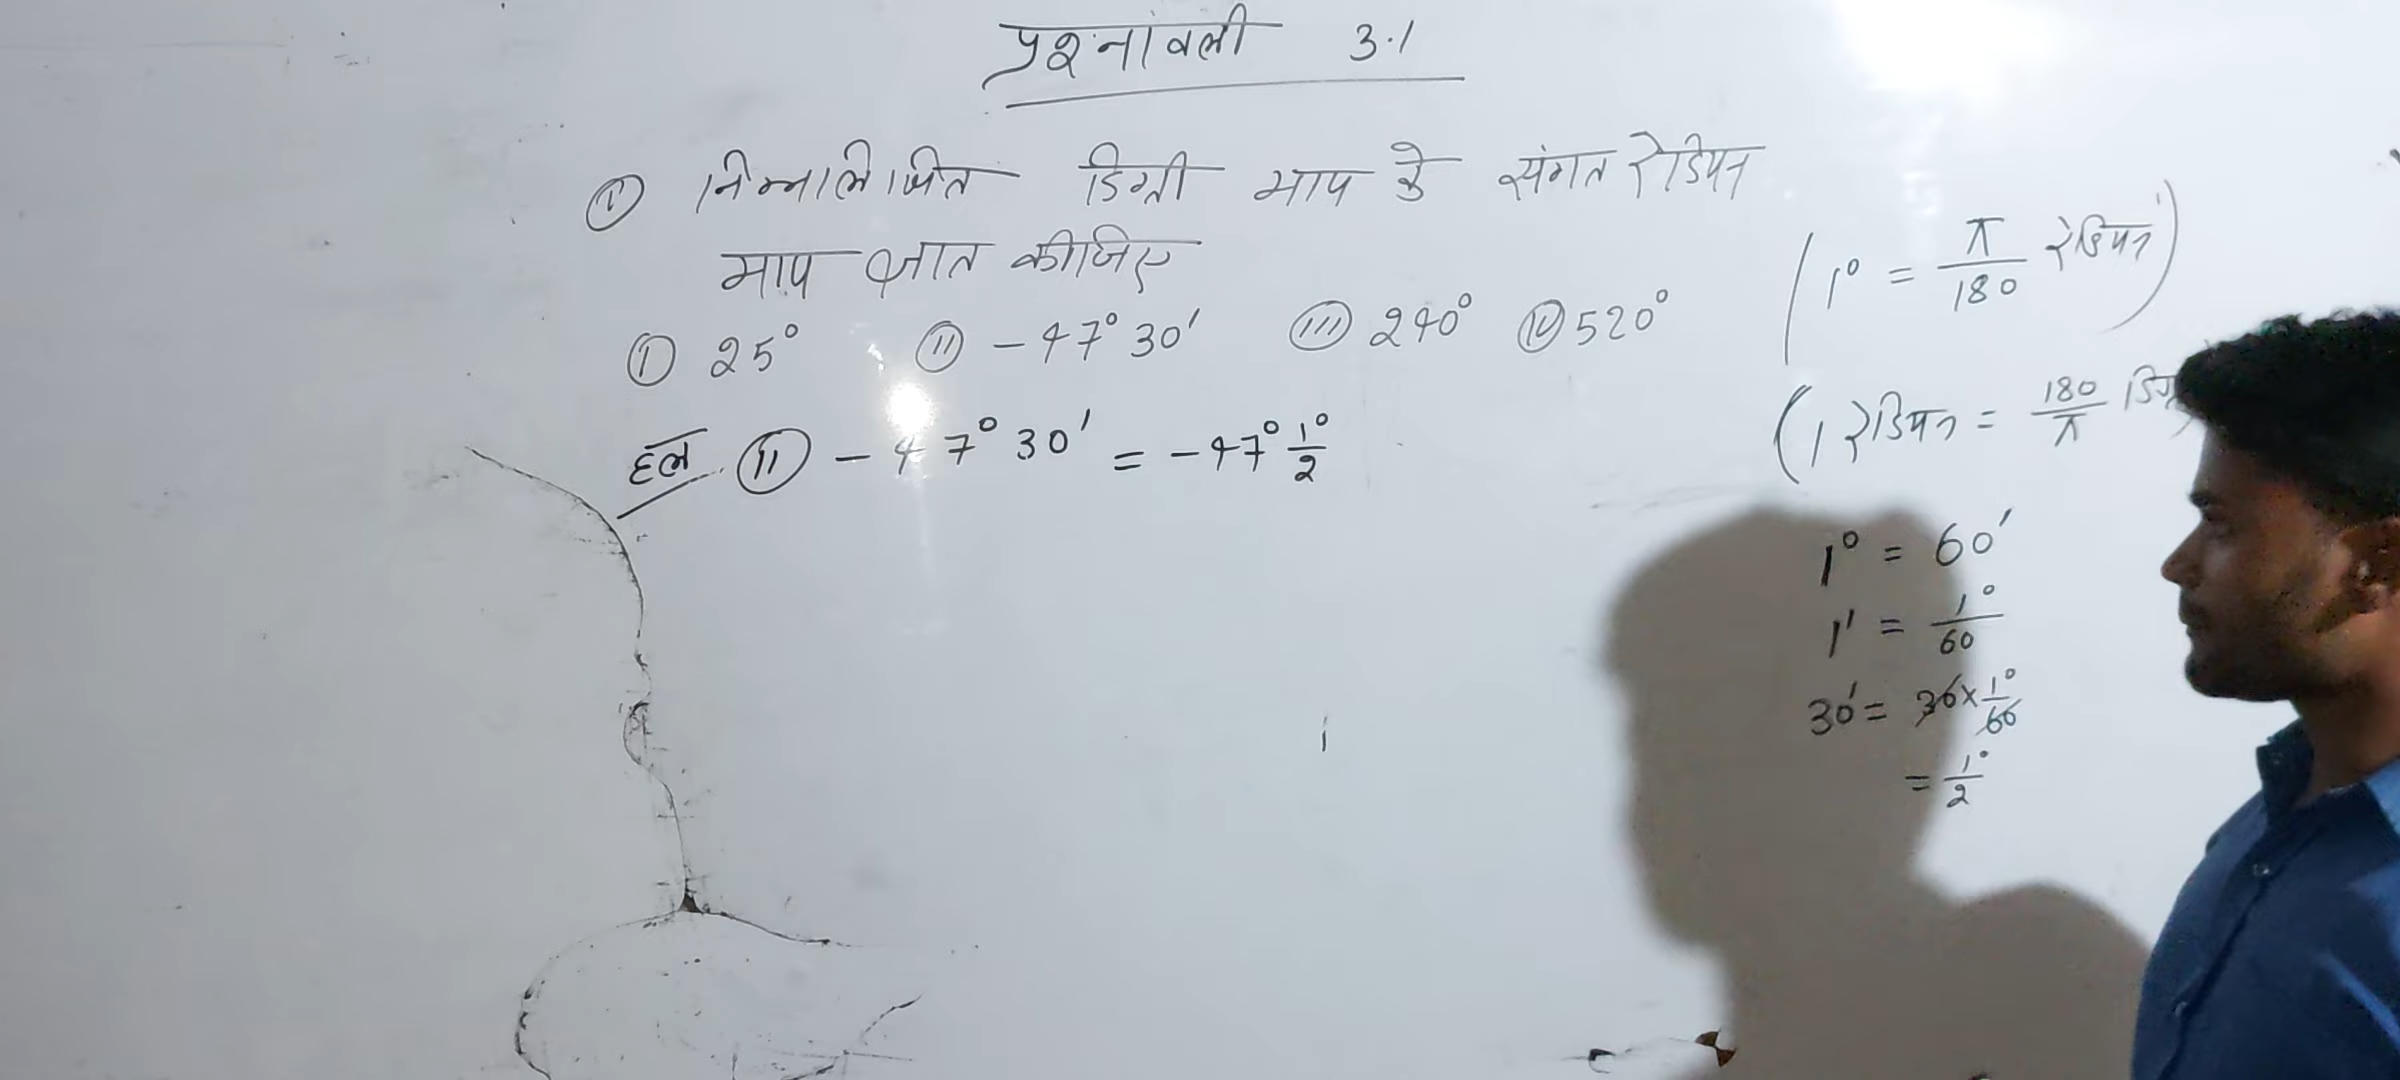 प्रश्नावली 3.1
① निम्नलिखित डिग्री माप के संगत रेडियन
माप ज्ञात कीजिए
(i) 25° (ii) -47°30' (iii) 240° (iv) 520°
हल (ii) -47°30' = -47°1/2°
(1° = π/180 रेडियन)
(1 रेडियन = 180/π
1° = 60'
1' = 1°/60
30' = 30×1°/60
= 1°/2